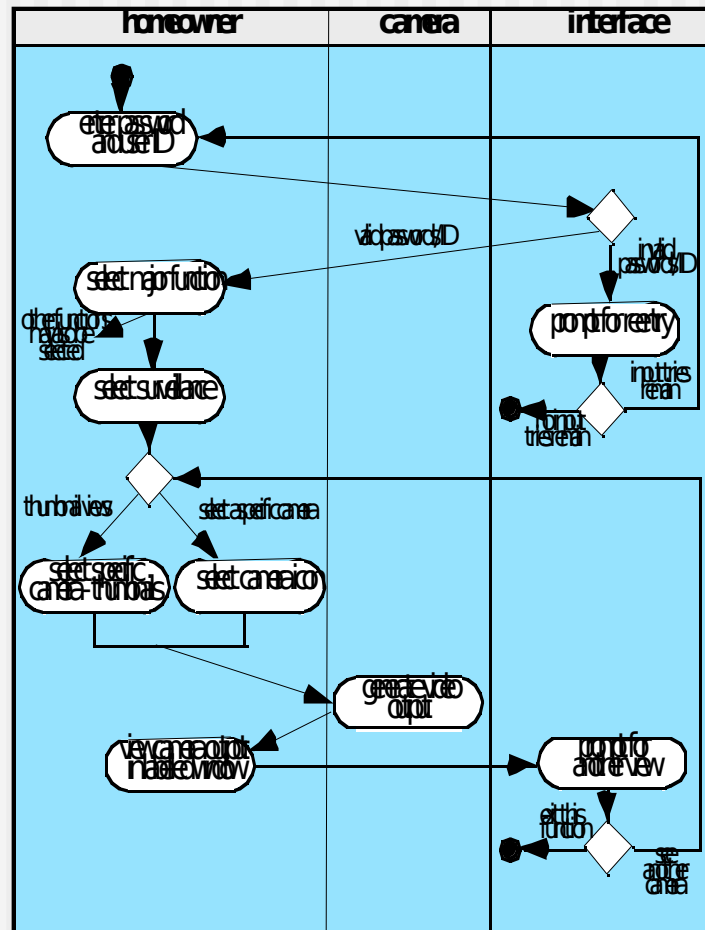 homeowner
camera
interface
enter password
and user ID
valid passwords/ID
invalid
passwords/ID
select major function
other functions
may also be
selected
prompt for reentry
select surveillance
input tries
remain
no input
tries remain
thumbnail views
select a specific camera
select specific
camera - thumbnails
select camera icon
generate video
output
view camera output
in labelled window
prompt for
another view
exit this
function
see
another
camera